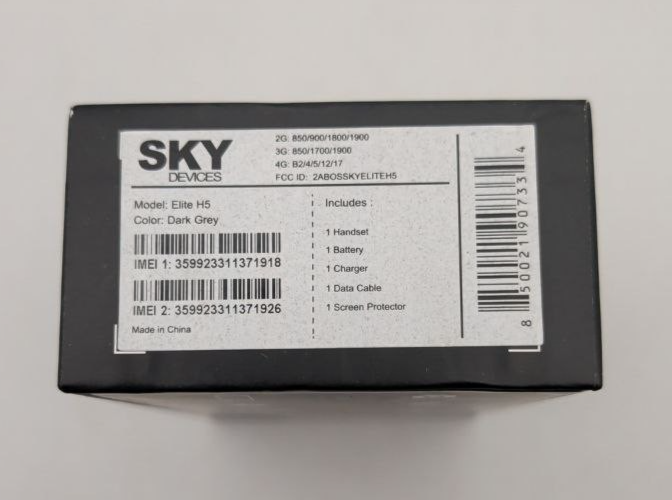 SKY
DEVICES
2G: 850/900/1800/1900
3G: 850/1700/1900
4G: B2/4/5/12/17
FCC ID: 2ABOSSKYELITEH5
Model: Elite H5
Color: Dark Grey
IMEI 1: 359923311371918
IMEI 2: 359923311371926
Made in China
Includes :
1 Handset
1 Battery
1 Charger
1 Data Cable
1 Screen Protector
8 50021 90733 4